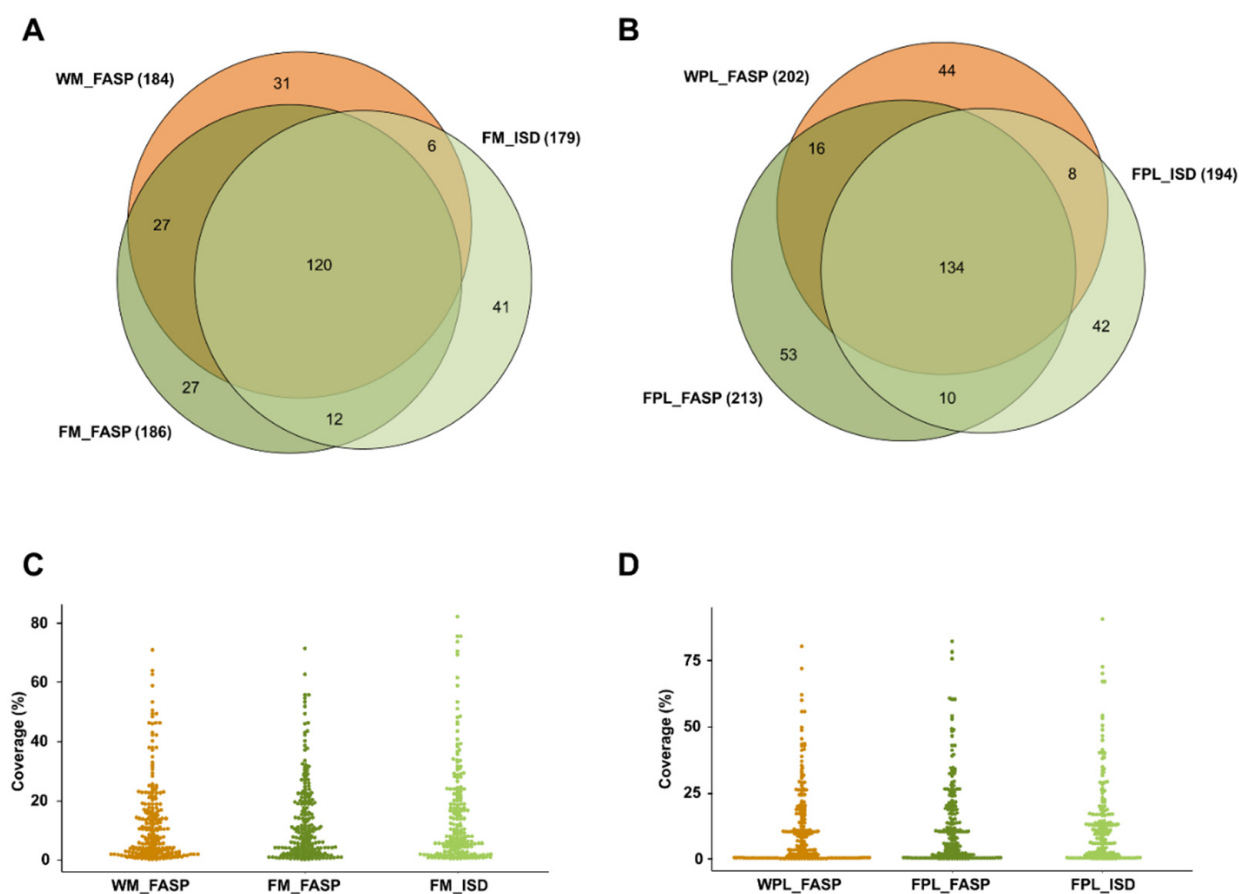 A
WM_FASP (184)
31
FM_ISD (179)
6
27
120
41
27
12
FM_FASP (186)
B
WPL_FASP (202)
44
16
FPL_ISD (194)
8
134
42
53
FPL_FASP (213)
10
C
Coverage (%)
80
60
40
20
0
WM_FASP FM_FASP FM_ISD
D
Coverage (%)
75
50
25
0
WPL_FASP FPL_FASP FPL_ISD